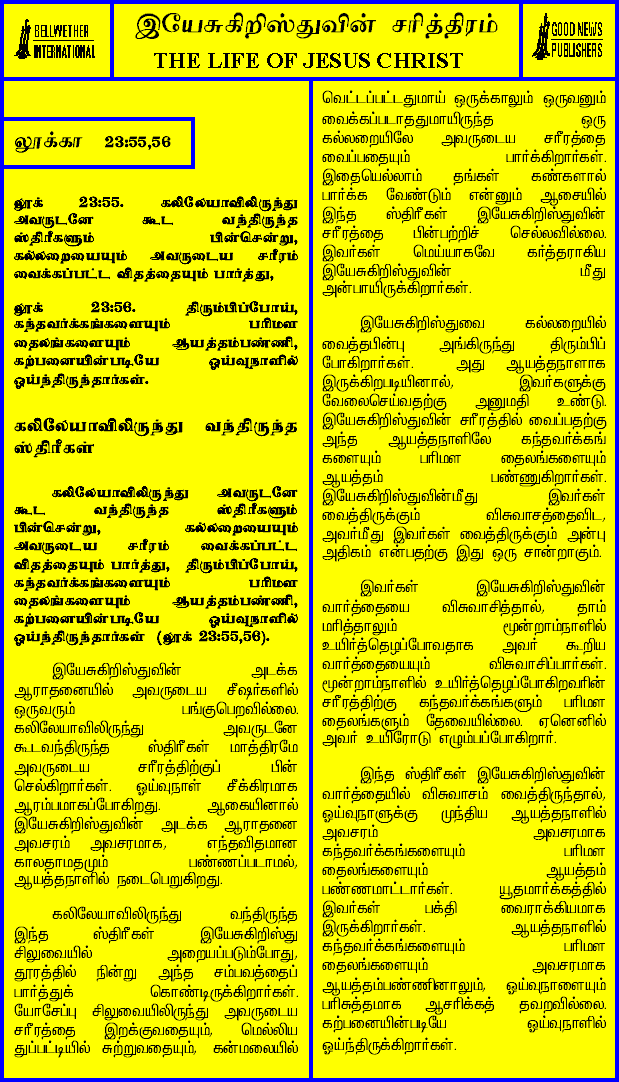 BELLWETHER
INTERNATIONAL
இயேசுகிறிஸ்துவின் சரித்திரம்
THE LIFE OF JESUS CHRIST
GOOD NEWS
PUBLISHERS
லூக்கா 23:55,56
லூக் 23:55. கலிலேயாவிலிருந்து
அவருடனே கூட வந்திருந்த
ஸ்திரீகளும் பின்சென்று,
கல்லறையையும் அவருடைய சரீரம்
வைக்கப்பட்ட விதத்தையும் பார்த்து,
லூக் 23:56. திரும்பிப்போய்,
கந்தவர்க்கங்களையும் பரிமள
தைலங்களையும் ஆயத்தம்பண்ணி,
கற்பனையின்படியே ஓய்வுநாளில்
ஓய்ந்திருந்தார்கள்.
கலிலேயாவிலிருந்து வந்திருந்த
ஸ்திரீகள்
கலிலேயாவிலிருந்து அவருடனே
கூட வந்திருந்த ஸ்திரீகளும்
பின்சென்று, கல்லறையையும்
அவருடைய சரீரம் வைக்கப்பட்ட
விதத்தையும் பார்த்து, திரும்பிப்போய்,
கந்தவர்க்கங்களையும் பரிமள
தைலங்களையும் ஆயத்தம்பண்ணி,
கற்பனையின்படியே ஓய்வுநாளில்
ஓய்ந்திருந்தார்கள் (லூக் 23:55,56).
இயேசுகிறிஸ்துவின் அடக்க
ஆராதனையில் அவருடைய சீஷர்களில்
ஒருவரும் பங்குபெறவில்லை.
கலிலேயாவிலிருந்து அவருடனே
கூடவந்திருந்த ஸ்திரீகள் மாத்திரமே
அவருடைய சரீரத்திற்குப் பின்
செல்கிறார்கள். ஓய்வுநாள் சீக்கிரமாக
ஆரம்பமாகப்போகிறது. ஆகையினால்
இயேசுகிறிஸ்துவின் அடக்க ஆராதனை
அவசரம் அவசரமாக, எந்தவிதமான
காலதாமதமும் பண்ணப்படாமல்,
ஆயத்தநாளில் நடைபெறுகிறது.
கலிலேயாவிலிருந்து வந்திருந்த
இந்த ஸ்திரீகள் இயேசுகிறிஸ்து
சிலுவையில் அறையப்படும்போது,
தூரத்தில் நின்று அந்த சம்பவத்தைப்
பார்த்துக் கொண்டிருக்கிறார்கள்.
யோசேப்பு சிலுவையிலிருந்து அவருடைய
சரீரத்தை இறக்குவதையும், மெல்லிய
துப்பட்டியில் சுற்றுவதையும், கன்மலையில்
வெட்டப்பட்டதுமாய் ஒருக்காலும் ஒருவனும்
வைக்கப்படாததுமாயிருந்த ஒரு
கல்லறையிலே அவருடைய சரீரத்தை
வைப்பதையும் பார்க்கிறார்கள்.
இதையெல்லாம் தங்கள் கண்களால்
பார்க்க வேண்டும் என்னும் ஆசையில்
இந்த ஸ்திரீகள் இயேசுகிறிஸ்துவின்
சரீரத்தை பின்பற்றிச் செல்லவில்லை.
இவர்கள் மெய்யாகவே கர்த்தராகிய
இயேசுகிறிஸ்துவின் மீது
அன்பாயிருக்கிறார்கள்.
இயேசுகிறிஸ்துவை கல்லறையில்
வைத்தபின்பு அங்கிருந்து திரும்பிப்
போகிறார்கள். அது ஆயத்தநாளாக
இருக்கிறபடியினால், இவர்களுக்கு
வேலைசெய்வதற்கு அனுமதி உண்டு.
இயேசுகிறிஸ்துவின் சரீரத்தில் வைப்பதற்கு
அந்த ஆயத்தநாளிலே கந்தவர்க்கங்
களையும் பரிமள தைலங்களையும்
ஆயத்தம் பண்ணுகிறார்கள்.
இயேசுகிறிஸ்துவின்மீது இவர்கள்
வைத்திருக்கும் விசுவாசத்தைவிட,
அவர்மீது இவர்கள் வைத்திருக்கும் அன்பு
அதிகம் என்பதற்கு இது ஒரு சான்றாகும்.
இவர்கள் இயேசுகிறிஸ்துவின்
வார்த்தையை விசுவாசித்தால், தாம்
மரித்தாலும் மூன்றாம்நாளில்
உயிர்த்தெழப்போவதாக அவர் கூறிய
வார்த்தையையும் விசுவாசிப்பார்கள்.
மூன்றாம்நாளில் உயிர்த்தெழப்போகிறவரின்
சரீரத்திற்கு கந்தவர்க்கங்களும் பரிமள
தைலங்களும் தேவையில்லை. ஏனெனில்
அவர் உயிரோடு எழும்பப்போகிறார்.
இந்த ஸ்திரீகள் இயேசுகிறிஸ்துவின்
வார்த்தையில் விசுவாசம் வைத்திருந்தால்,
ஓய்வுநாளுக்கு முந்திய ஆயத்தநாளில்
அவசரம் அவசரமாக
கந்தவர்க்கங்களையும் பரிமள
தைலங்களையும் ஆயத்தம்
பண்ணமாட்டார்கள். யூதமார்க்கத்தில்
இவர்கள் பக்தி வைராக்கியமாக
இருக்கிறார்கள். ஆயத்தநாளில்
கந்தவர்க்கங்களையும் பரிமள
தைலங்களையும் அவசரமாக
ஆயத்தம்பண்ணினாலும், ஓய்வுநாளையும்
பரிசுத்தமாக ஆசரிக்கத் தவறவில்லை.
கற்பனையின்படியே ஓய்வுநாளில்
ஓய்ந்திருக்கிறார்கள்.